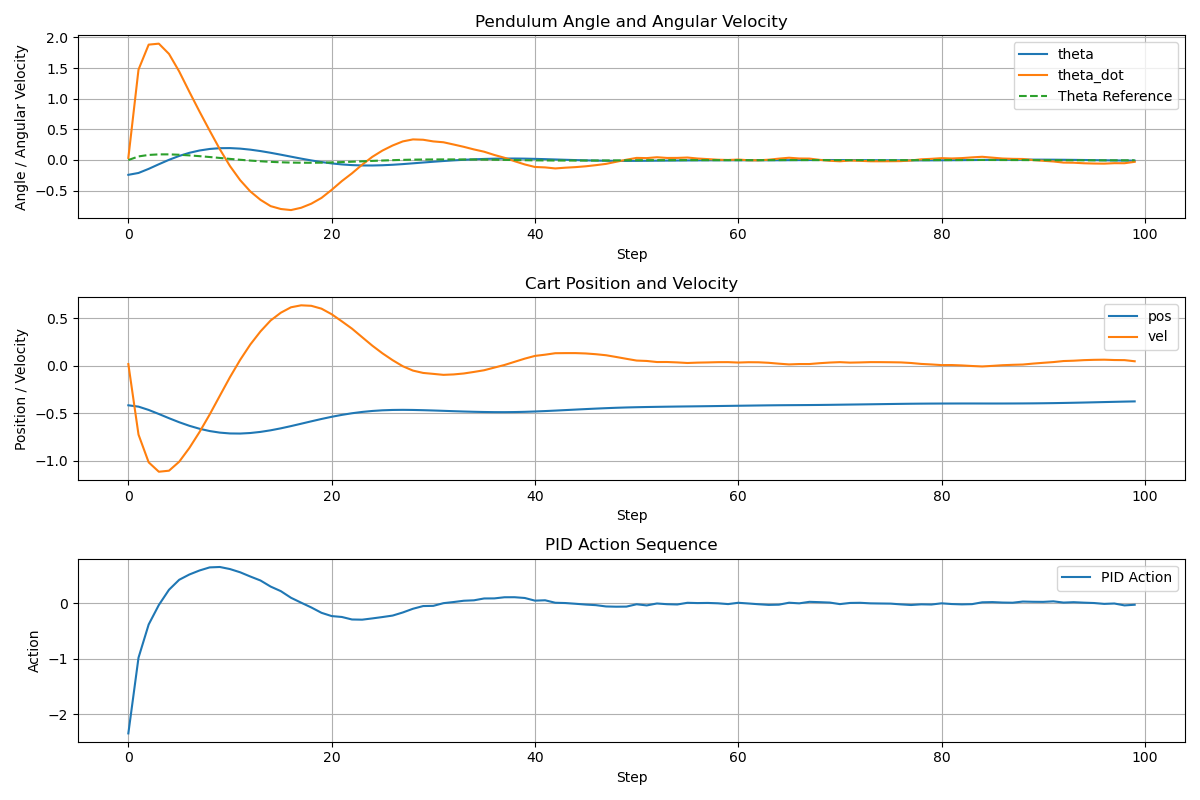 Pendulum Angle and Angular Velocity
Angle / Angular Velocity
2.0
1.5
1.0
0.5
0.0
−0.5
theta
theta_dot
Theta Reference
0 20 40 60 80 100
Step
Cart Position and Velocity
Position / Velocity
0.5
0.0
−0.5
−1.0
pos
vel
0 20 40 60 80 100
Step
PID Action Sequence
Action
0
−1
−2
PID Action
0 20 40 60 80 100
Step